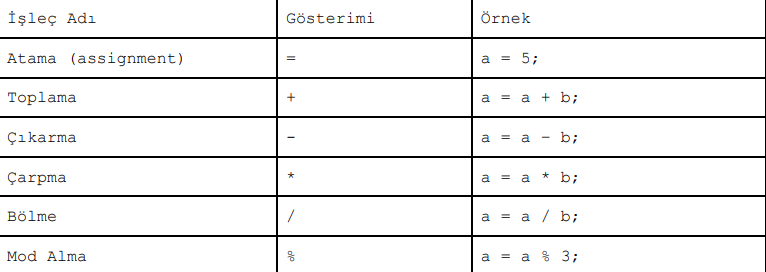 İşleç Adı Gösterimi Örnek
Atama (assignment) = a = 5;
Toplama + a = a + b;
Çıkarma - a = a – b;
Çarpma * a = a * b;
Bölme / a = a / b;
Mod Alma % a = a % 3;